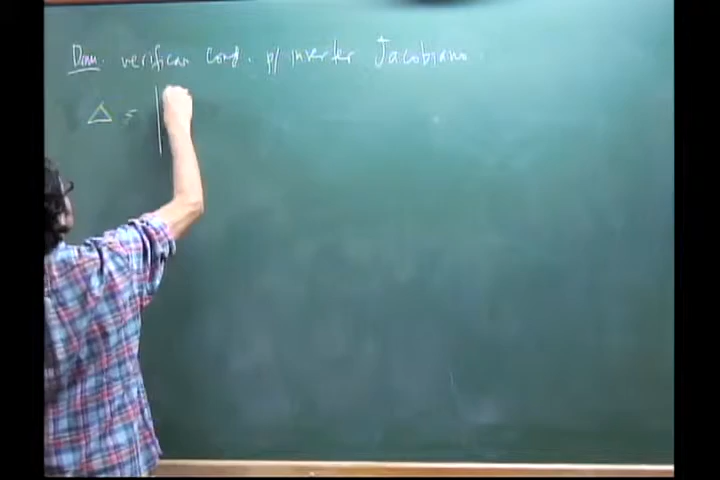 Dem. verificar cond. p/ inverter Jacobiano.
Δ = |